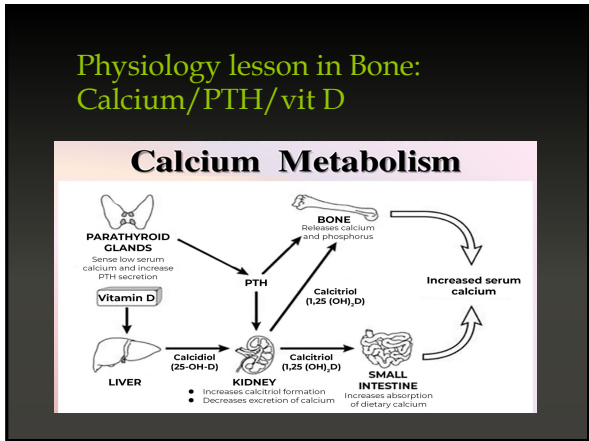 Physiology lesson in Bone:
Calcium/PTH/vit D
Calcium Metabolism
PARATHYROID
GLANDS
Sense low serum
calcium and increase
PTH secretion
BONE
Releases calcium
and phosphorus
PTH
Calcitriol
(1,25 (OH)₂D)
Increased serum
calcium
Vitamin D
LIVER
Calcidiol
(25-OH-D)
KIDNEY
• Increases calcitriol formation
• Decreases excretion of calcium
Calcitriol
(1,25 (OH)₂D)
SMALL
INTESTINE
Increases absorption
of dietary calcium